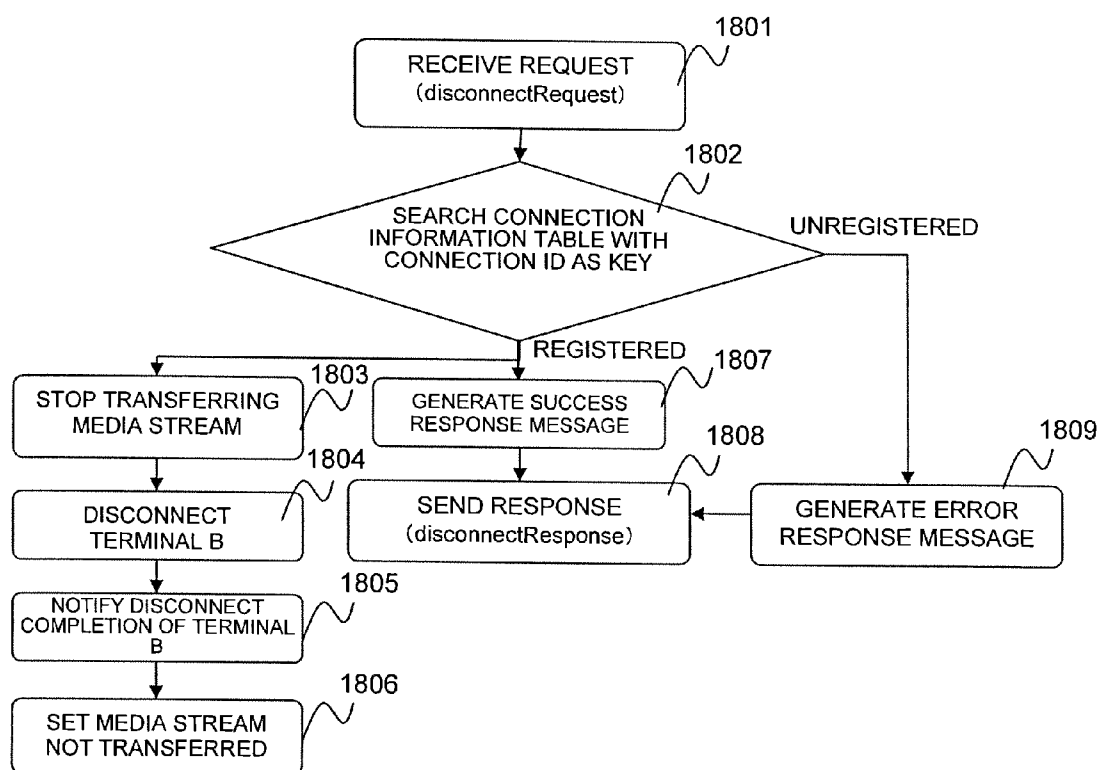 1801
RECEIVE REQUEST
(disconnectRequest)
1802
SEARCH CONNECTION
INFORMATION TABLE WITH
CONNECTION ID AS KEY
UNREGISTERED
REGISTERED
1803
STOP TRANSFERRING
MEDIA STREAM
1807
GENERATE SUCCESS
RESPONSE MESSAGE
1804
DISCONNECT
TERMINAL B
1808
SEND RESPONSE
(disconnectResponse)
1809
GENERATE ERROR
RESPONSE MESSAGE
1805
NOTIFY DISCONNECT
COMPLETION OF TERMINAL
B
1806
SET MEDIA STREAM
NOT TRANSFERRED